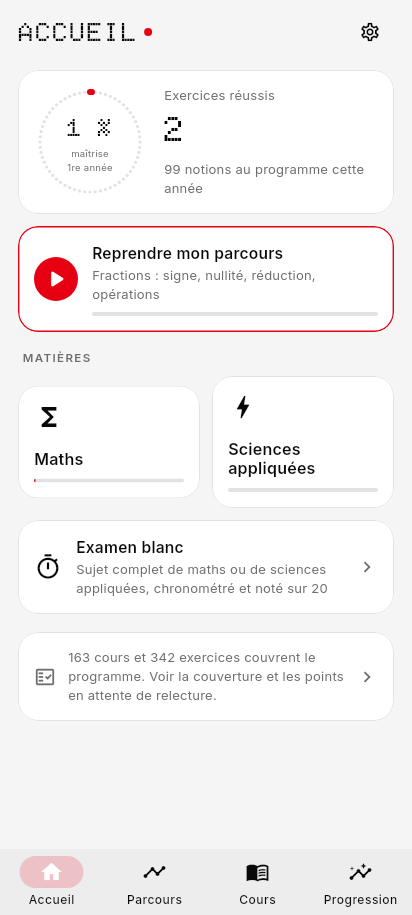 ACCUEIL
Exercices réussis
1 %
maîtrise
1re année
2
99 notions au programme cette
année
Reprendre mon parcours
Fractions : signe, nullité, réduction,
opérations
MATIÈRES
Maths
Sciences
appliquées
Examen blanc
Sujet complet de maths ou de sciences
appliquées, chronométré et noté sur 20
163 cours et 342 exercices couvrent le
programme. Voir la couverture et les points
en attente de relecture.
Accueil
Parcours
Cours
Progression